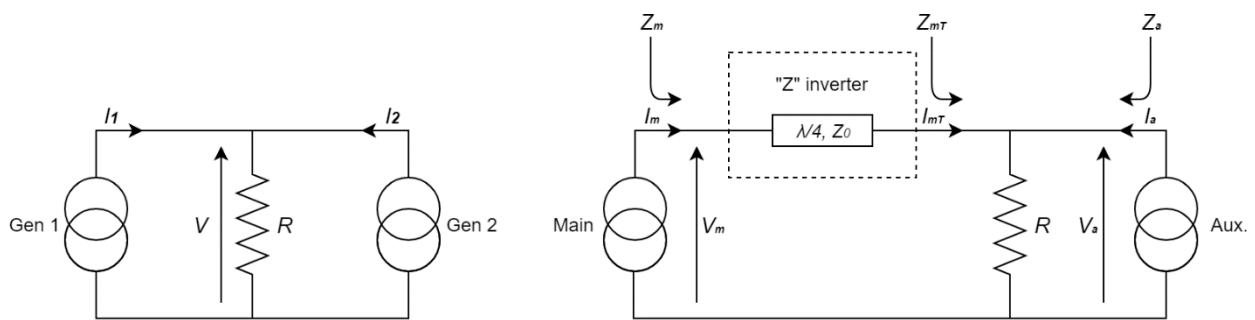 Zm ZmT Za
"Z" inverter
I1 I2 Im λ/4, Z0 ImT Ia
Gen 1 V R Gen 2 Main Vm R Va Aux.